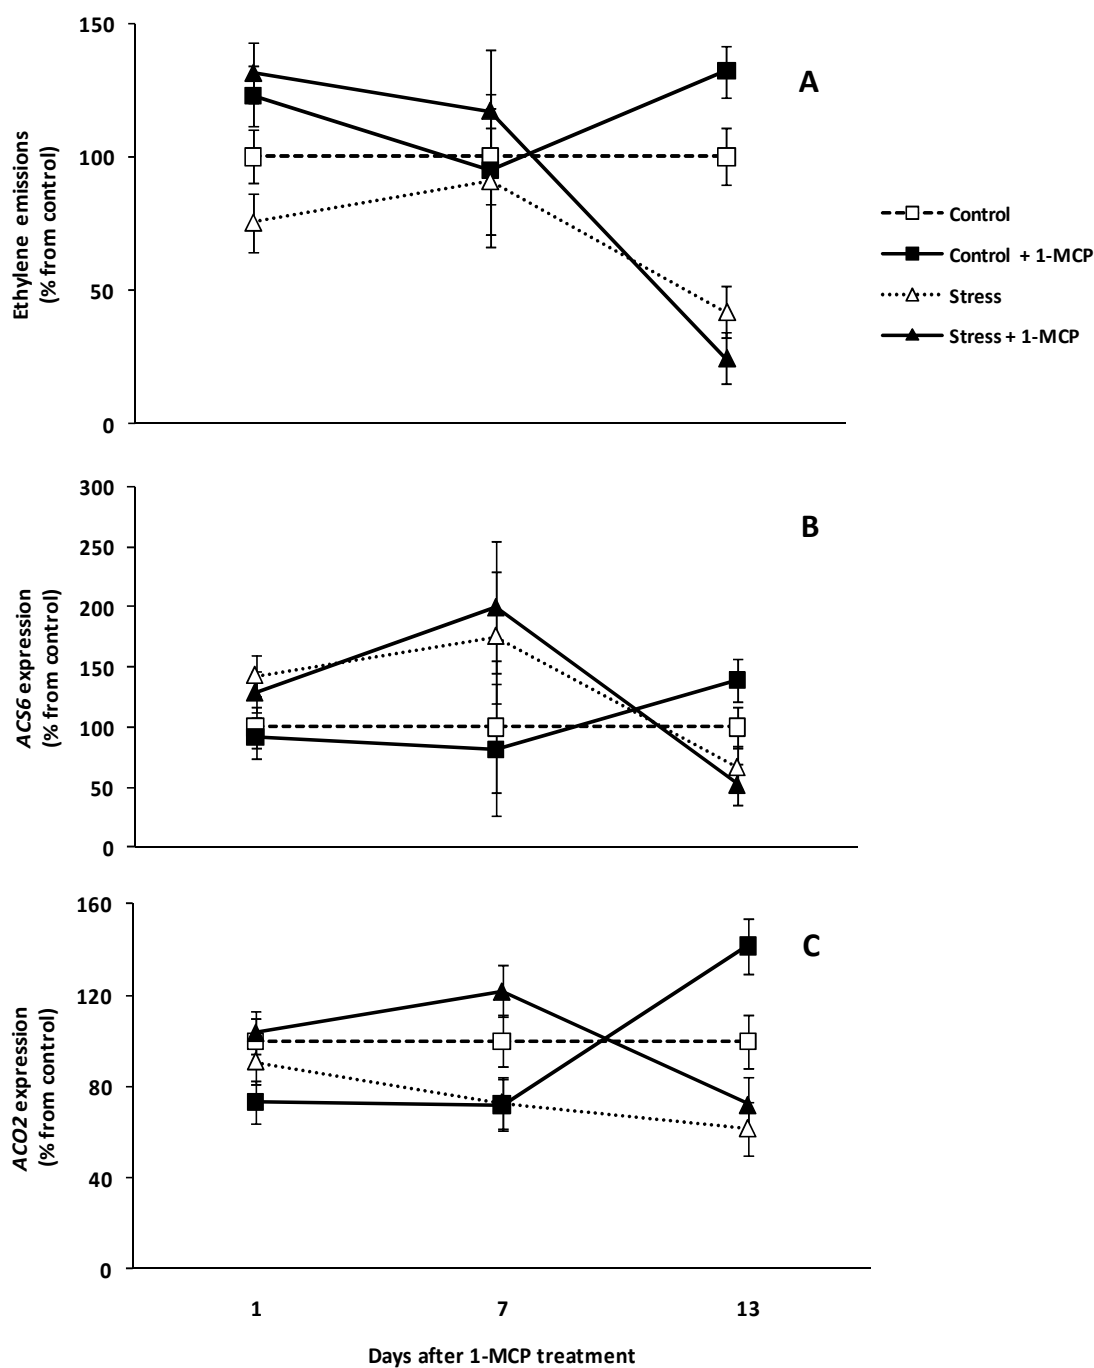 150
100
50
0
Ethylene emissions
(% from control)
A
Control
Control + 1-MCP
Stress
Stress + 1-MCP
300
250
200
150
100
50
0
ACS6 expression
(% from control)
B
160
120
80
40
0
ACO2 expression
(% from control)
C
1 7 13
Days after 1-MCP treatment